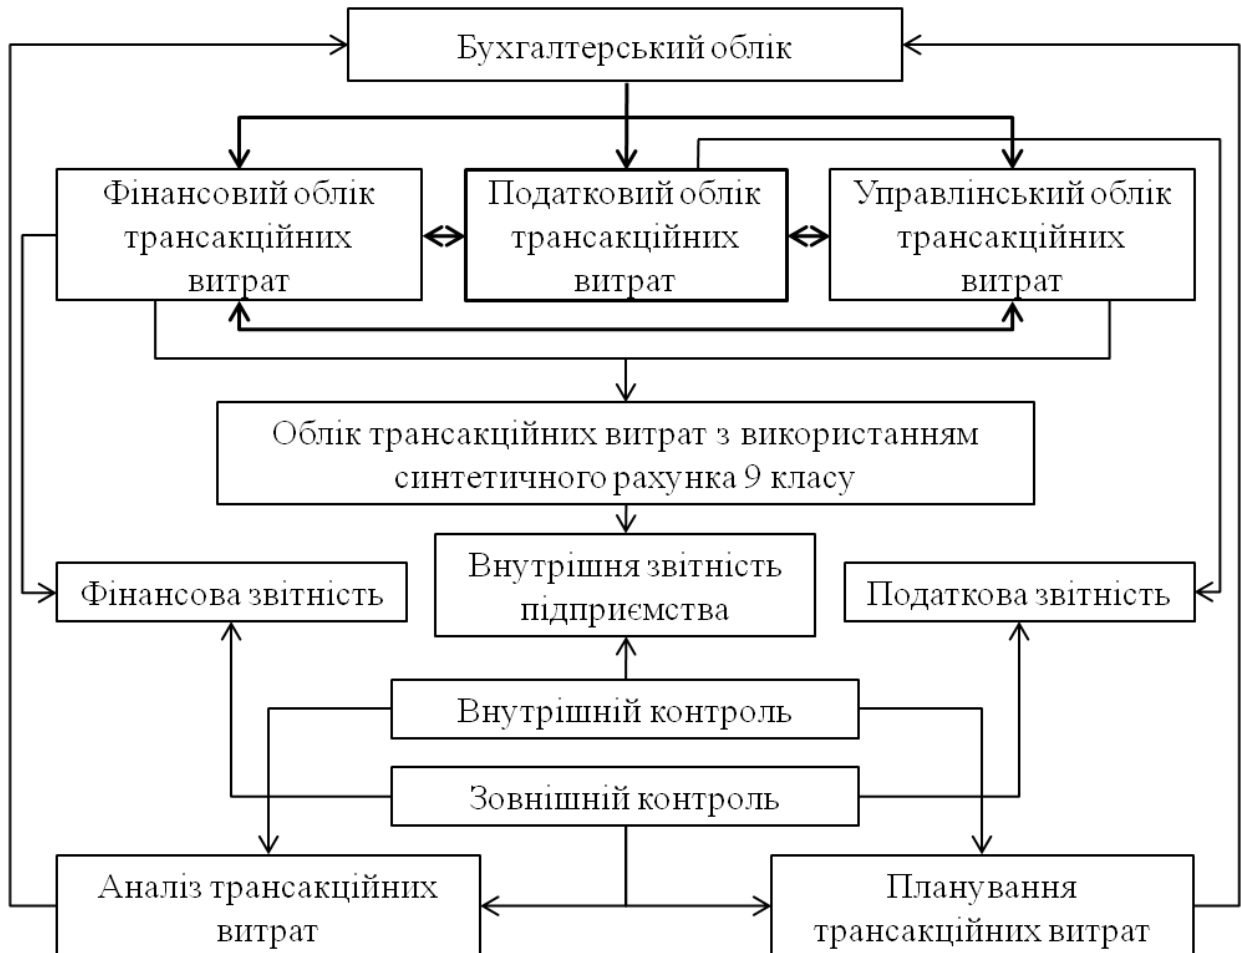 Бухгалтерський облік
Фінансовий облік
трансакційних
витрат
Податковий облік
трансакційних
витрат
Управлінський облік
трансакційних
витрат
Облік трансакційних витрат з використанням
синтетичного рахунка 9 класу
Внутрішня звітність
підприємства
Фінансова звітність
Податкова звітність
Внутрішній контроль
Зовнішній контроль
Аналіз трансакційних
витрат
Планування
трансакційних витрат